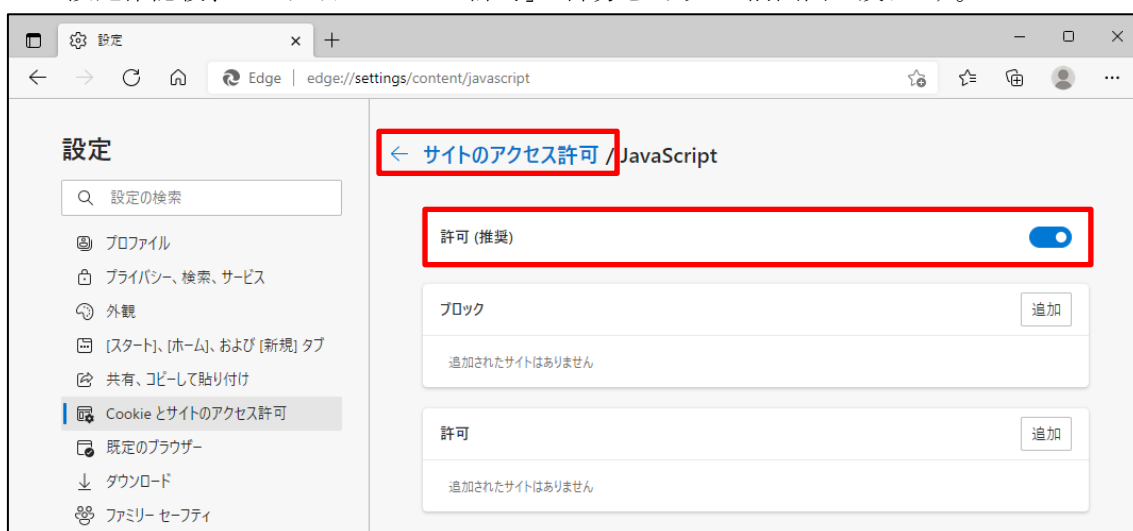 設定
Edge | edge://settings/content/javascript
設定
← サイトのアクセス許可 / JavaScript
設定の検索
許可 (推奨)
プロファイル
プライバシー、検索、サービス
外観
[スタート]、[ホーム]、および [新規] タブ
共有、コピーして貼り付け
Cookie とサイトのアクセス許可
既定のブラウザー
ダウンロード
ファミリー セーフティ
ブロック
追加
追加されたサイトはありません
許可
追加
追加されたサイトはありません